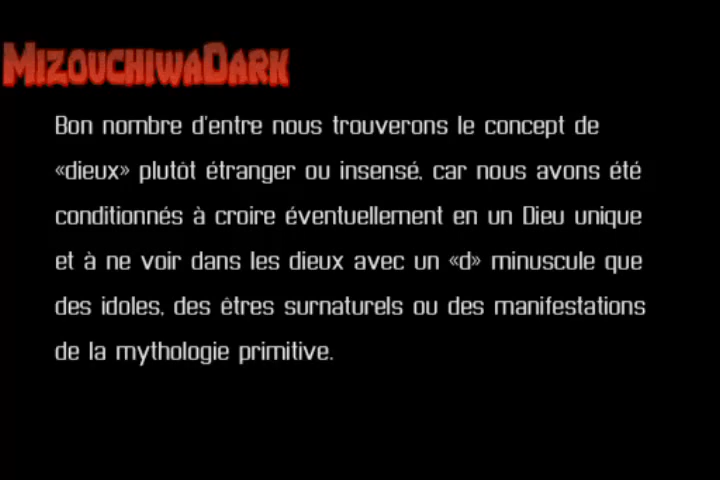 MizouchiwaDark
Bon nombre d'entre nous trouverons le concept de
«dieux» plutôt étranger ou insensé, car nous avons été
conditionnés à croire éventuellement en un Dieu unique
et à ne voir dans les dieux avec un «d» minuscule que
des idoles, des êtres surnaturels ou des manifestations
de la mythologie primitive.